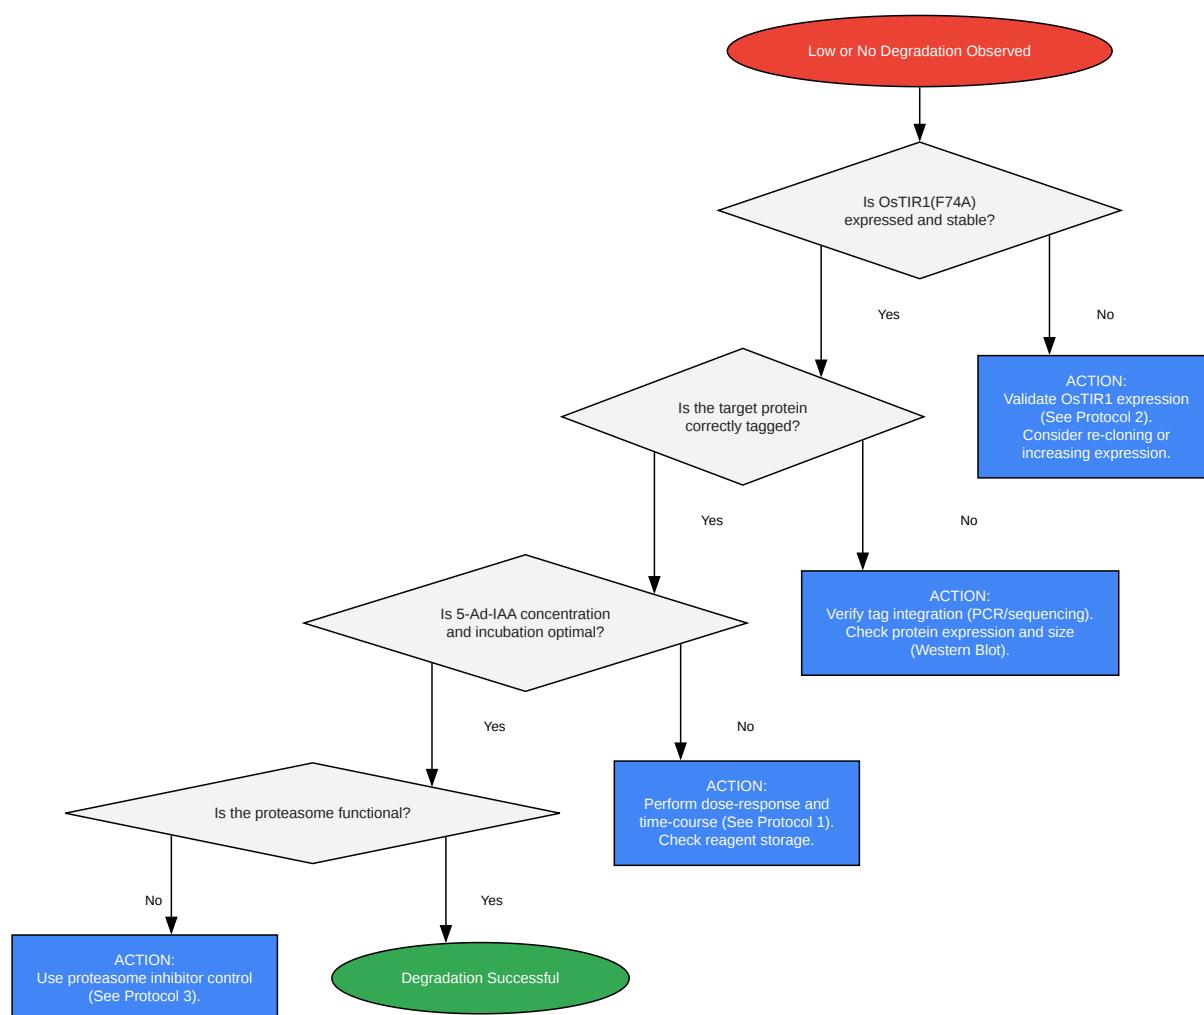 Low or No Degradation Observed
Is OsTIR1(F74A)
expressed and stable?
Yes
No
ACTION:
Validate OsTIR1 expression
(See Protocol 2).
Consider re-cloning or
increasing expression.
Is the target protein
correctly tagged?
Yes
No
ACTION:
Verify tag integration (PCR/sequencing).
Check protein expression and size
(Western Blot).
Is 5-Ad-IAA concentration
and incubation optimal?
Yes
No
ACTION:
Perform dose-response and
time-course (See Protocol 1).
Check reagent storage.
Is the proteasome functional?
No
Yes
ACTION:
Use proteasome inhibitor control
(See Protocol 3).
Degradation Successful